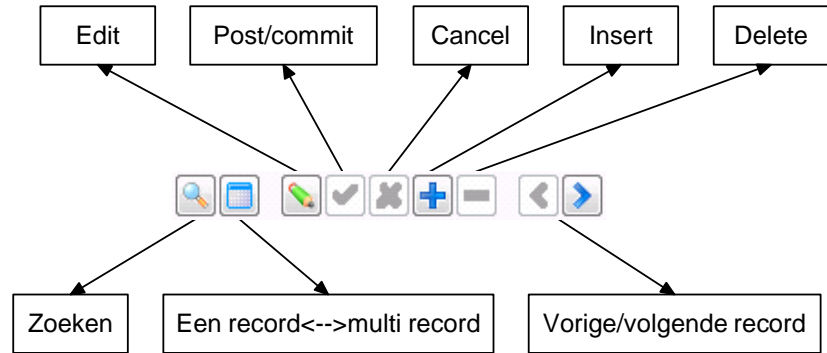 Edit
Post/commit
Cancel
Insert
Delete
Zoeken
Een record<-->multi record
Vorige/volgende record